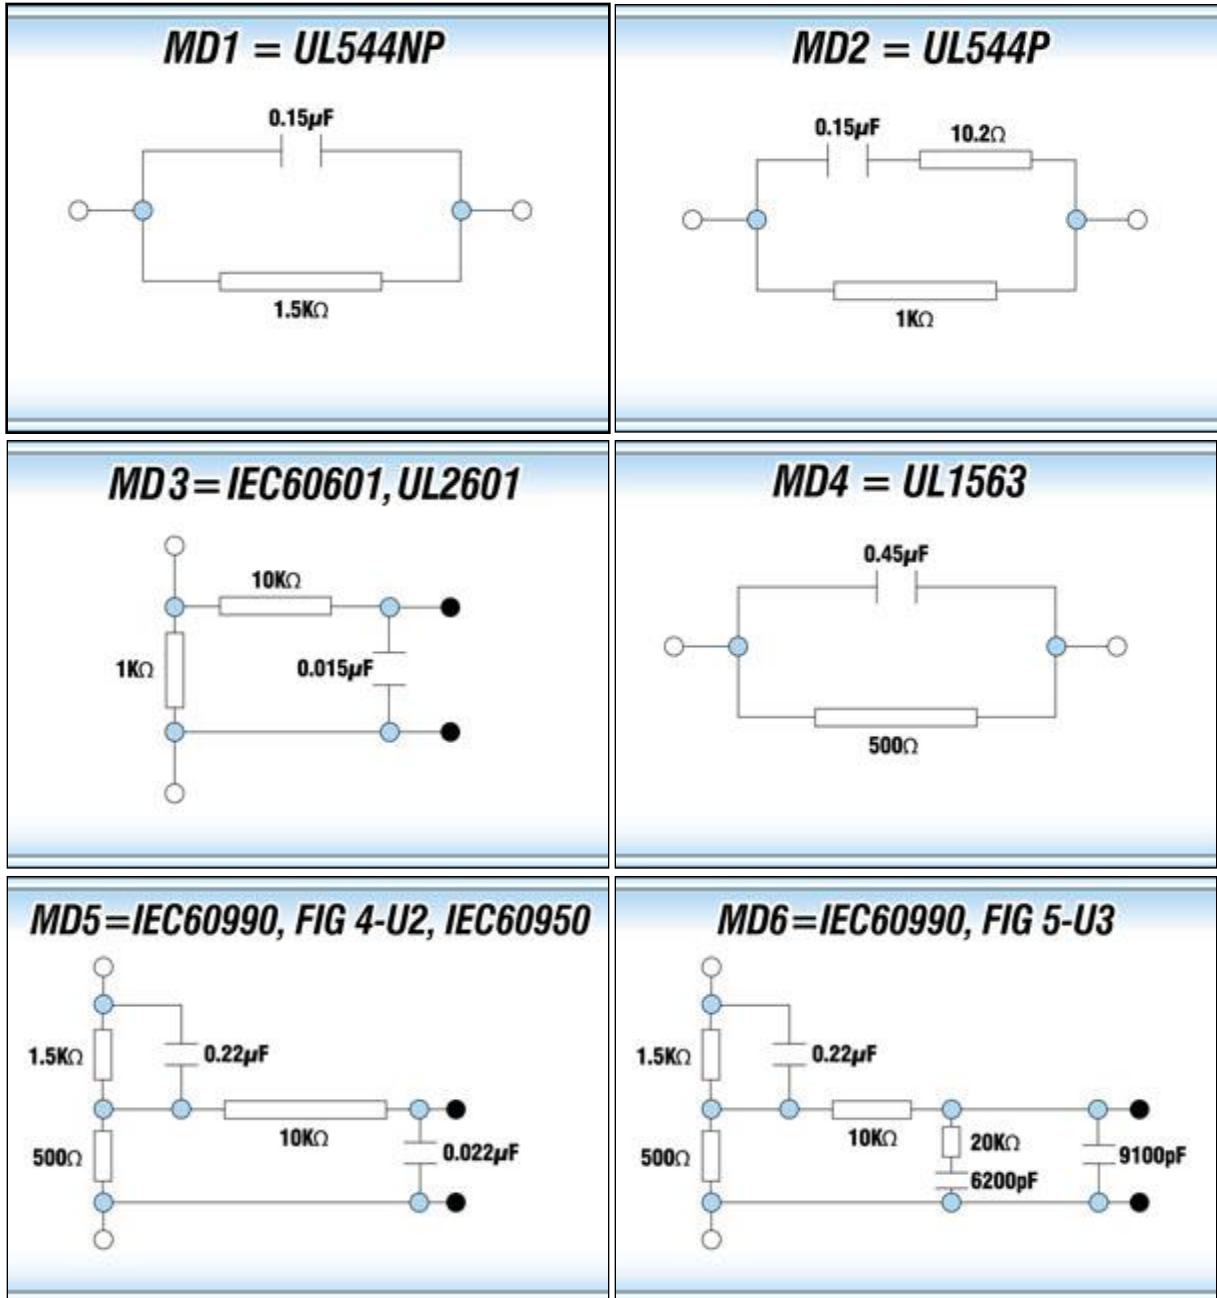 MD1 = UL544NP
0.15µF
1.5KΩ
MD2 = UL544P
0.15µF
10.2Ω
1KΩ
MD3=IEC60601, UL2601
10KΩ
1KΩ
0.015µF
MD4 = UL1563
0.45µF
500Ω
MD5=IEC60990, FIG 4-U2, IEC60950
1.5KΩ
0.22µF
10KΩ
500Ω
0.022µF
MD6=IEC60990, FIG 5-U3
1.5KΩ
0.22µF
10KΩ
20KΩ
500Ω
9100pF
6200pF